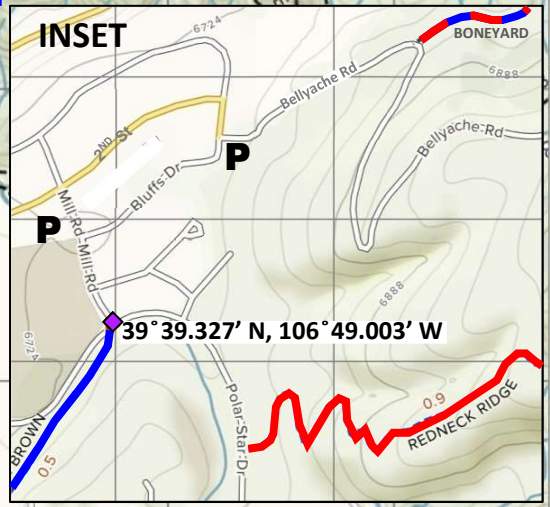 INSET
6724
BONEYARD
Bellyache Rd
6888
2ND St
Bellyache-Rd
P
Bluffs-Dr
Mill-Rd-Mill-Rd
P
6888
39°39.327' N, 106°49.003' W
6724
Polar-Star-Dr
0.9
REDNECK RIDGE
BROWN
0.5